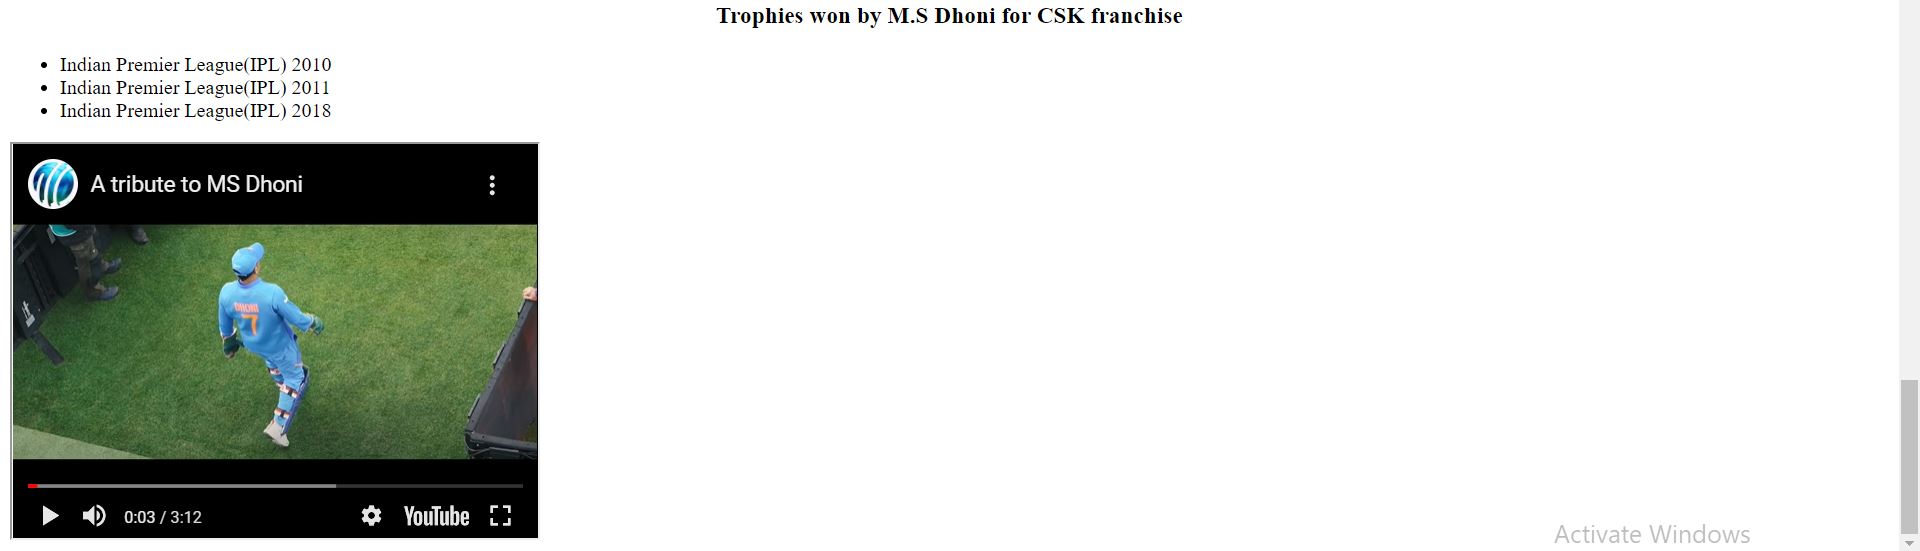 Trophies won by M.S Dhoni for CSK franchise
Indian Premier League(IPL) 2010
Indian Premier League(IPL) 2011
Indian Premier League(IPL) 2018
A tribute to MS Dhoni
DHONI
7
0:03 / 3:12
YouTube
Activate Windows